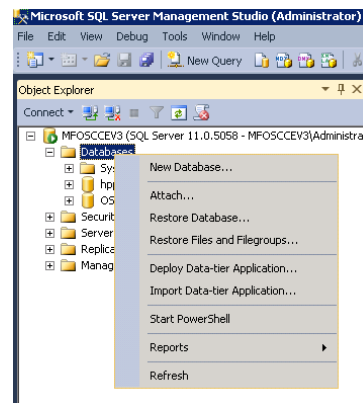 Microsoft SQL Server Management Studio (Administrator)
File Edit View Debug Tools Window Help
New Query
Object Explorer
Connect
MFOSCCEV3 (SQL Server 11.0.5058 - MFOSCCEV3\Administra
Databases
Sys
hpp
OS
Securit
Server
Replica
Manag
New Database...
Attach...
Restore Database...
Restore Files and Filegroups...
Deploy Data-tier Application...
Import Data-tier Application...
Start PowerShell
Reports
Refresh